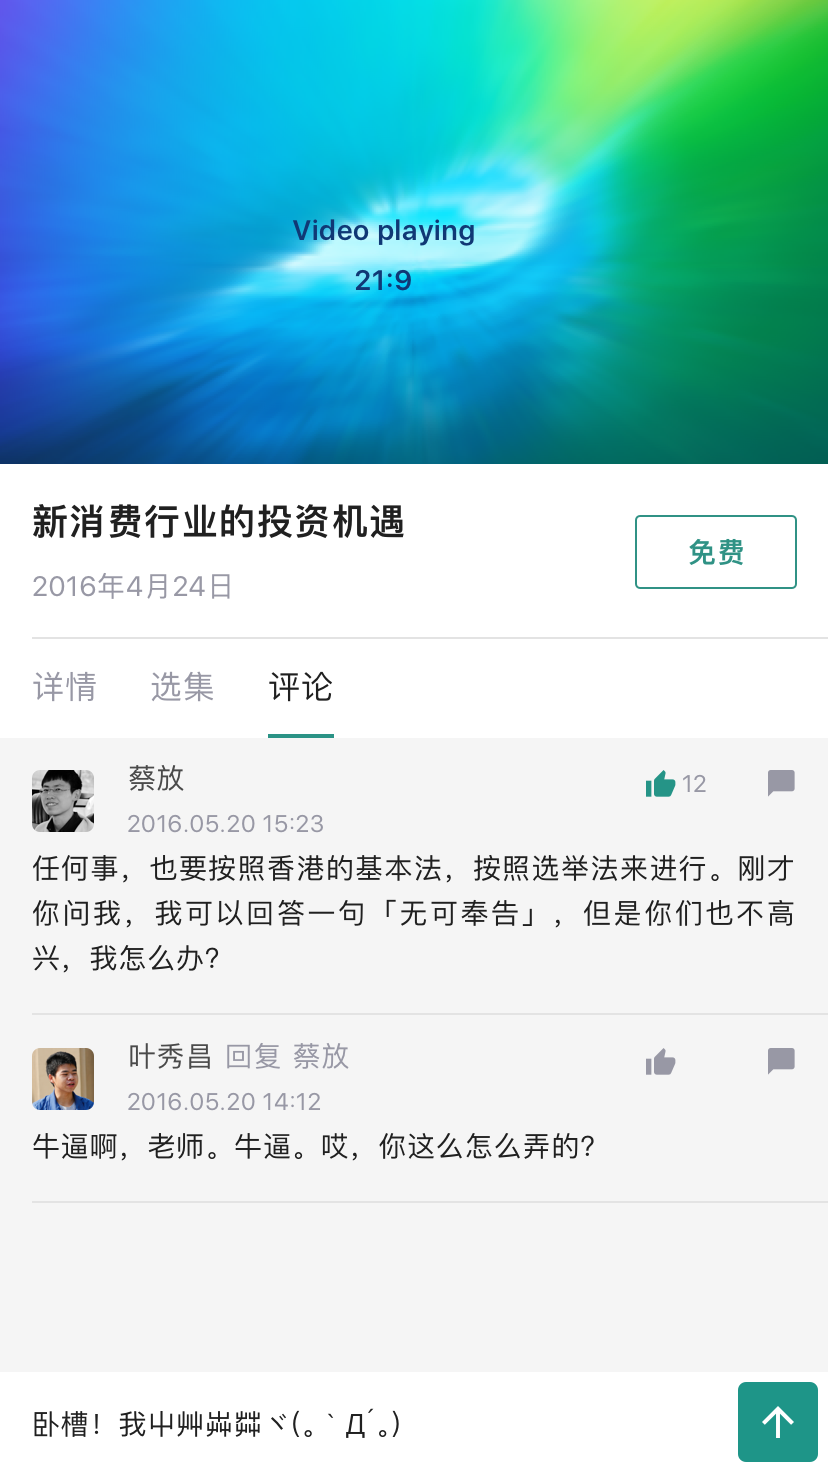 Video playing
21:9
新消费行业的投资机遇
免费
2016年4月24日
详情 选集 评论
蔡放
12
2016.05.20 15:23
任何事，也要按照香港的基本法，按照选举法来进行。刚才
你问我，我可以回答一句「无可奉告」，但是你们也不高
兴，我怎么办?
叶秀昌 回复 蔡放
2016.05.20 14:12
牛逼啊，老师。牛逼。哎，你这么怎么弄的?
卧槽！我屮艸芔茻ヾ(。｀Д´。)